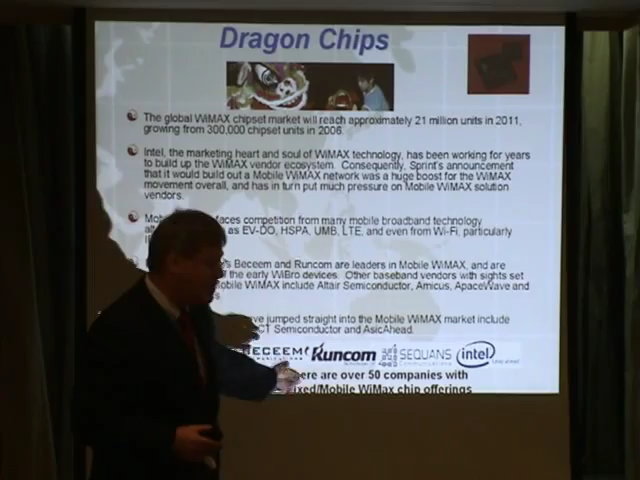 Dragon Chips
The global WiMAX chipset market will reach approximately 21 million units in 2011,
growing from 300,000 chipset units in 2006.
Intel, the marketing heart and soul of WiMAX technology, has been working for years
to build up the WiMAX vendor ecosystem. Consequently, Sprint's announcement
that it would build out a Mobile WiMAX network was a huge boost for the WiMAX
movement overall, and has in turn put much pressure on Mobile WiMAX solution
vendors.
faces competition from many mobile broadband technology
as EV-DO, HSPA, UMB, LTE, and even from Wi-Fi, particularly
Beceem and Runcom are leaders in Mobile WiMAX, and are
the early WiBro devices. Other baseband vendors with sights set
Mobile WiMAX include Altair Semiconductor, Amicus, ApaceWave and
have jumped straight into the Mobile WiMAX market include
Semiconductor and AsicAhead.
BECEEM Runcom SEQUANS intel
there are over 50 companies with
Fixed/Mobile WiMax chip offerings